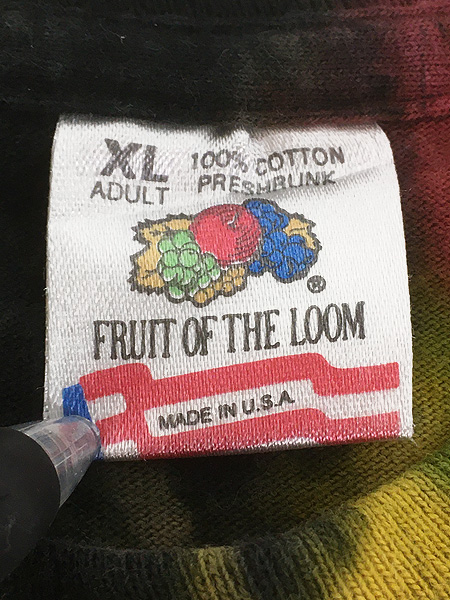 XL 100% COTTON
ADULT PRESHRUNK
®
FRUIT OF THE LOOM
MADE IN U.S.A.